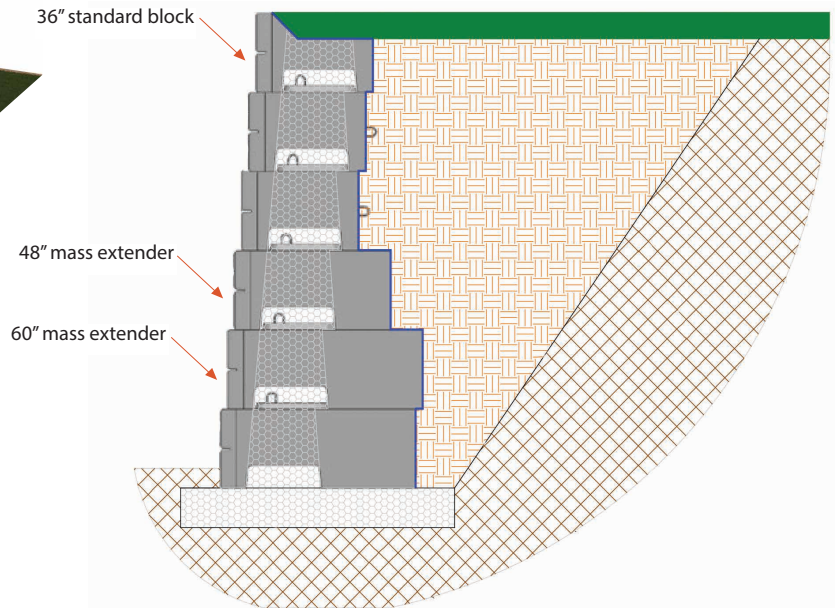 36” standard block
48” mass extender
60” mass extender